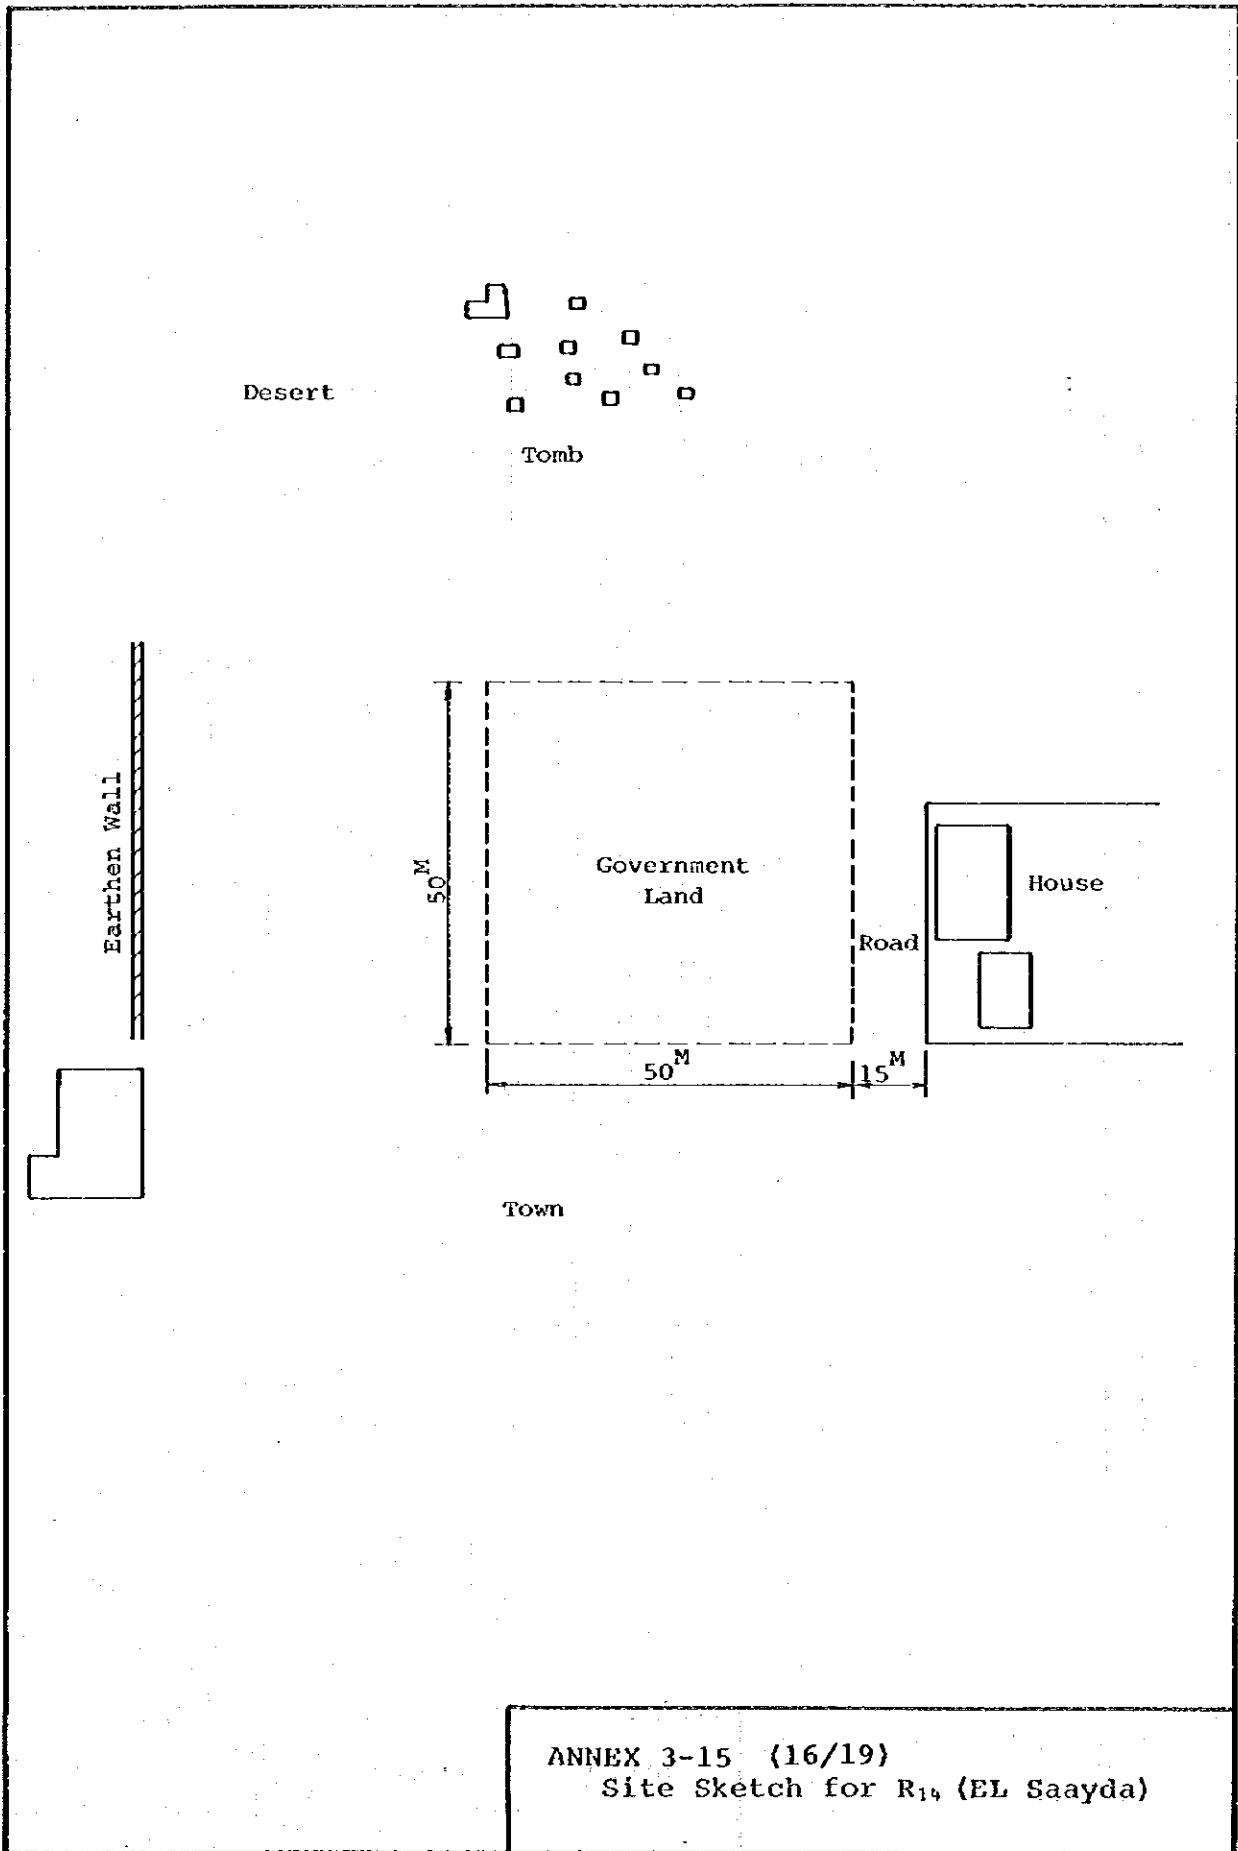 Desert
Tomb
Earthen Wall
50M
Government
Land
House
Road
50M
15M
Town
ANNEX 3-15 (16/19)
Site Sketch for R14 (EL Saayda)